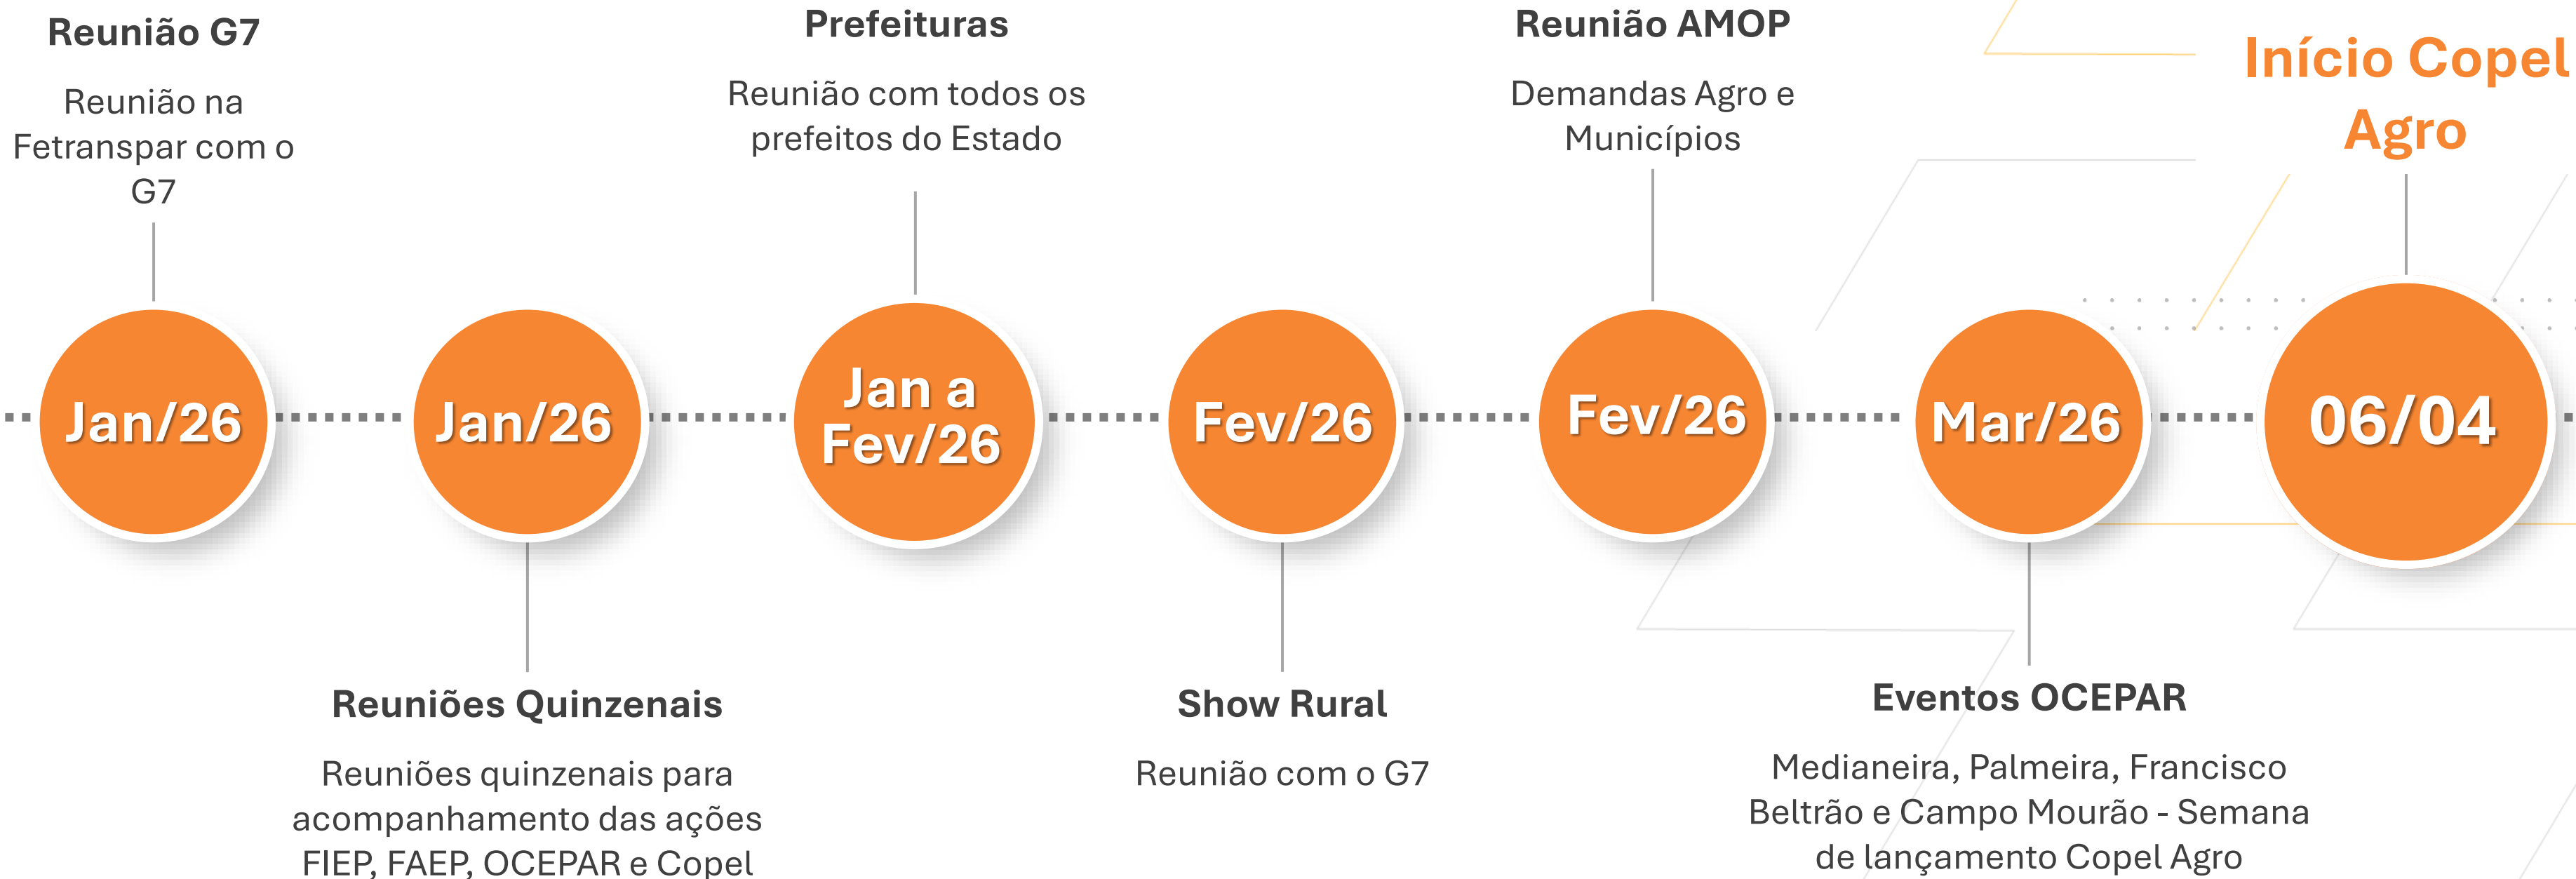 Reunião G7
Reunião na
Fetranspar com o
G7
Prefeituras
Reunião com todos os
prefeitos do Estado
Reunião AMOP
Demandas Agro e
Municípios
Início Copel
Agro
Jan/26
Jan/26
Jan a
Fev/26
Fev/26
Fev/26
Mar/26
06/04
Reuniões Quinzenais
Reuniões quinzenais para
acompanhamento das ações
FIEP, FAEP, OCEPAR e Copel
Show Rural
Reunião com o G7
Eventos OCEPAR
Medianeira, Palmeira, Francisco
Beltrão e Campo Mourão - Semana
de lançamento Copel Agro